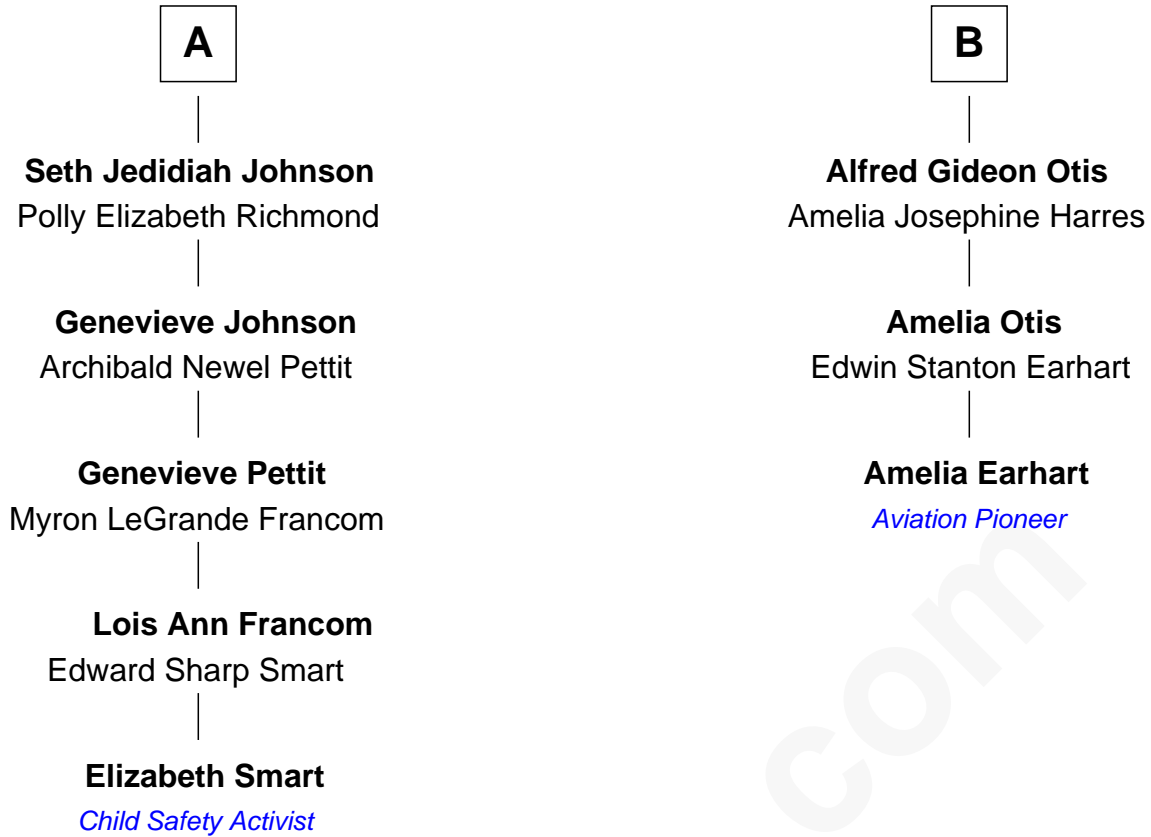 A
Seth Jedidiah Johnson
Polly Elizabeth Richmond
Genevieve Johnson
Archibald Newel Pettit
Genevieve Pettit
Myron LeGrande Francom
Lois Ann Francom
Edward Sharp Smart
Elizabeth Smart
Child Safety Activist
B
Alfred Gideon Otis
Amelia Josephine Harres
Amelia Otis
Edwin Stanton Earhart
Amelia Earhart
Aviation Pioneer
com